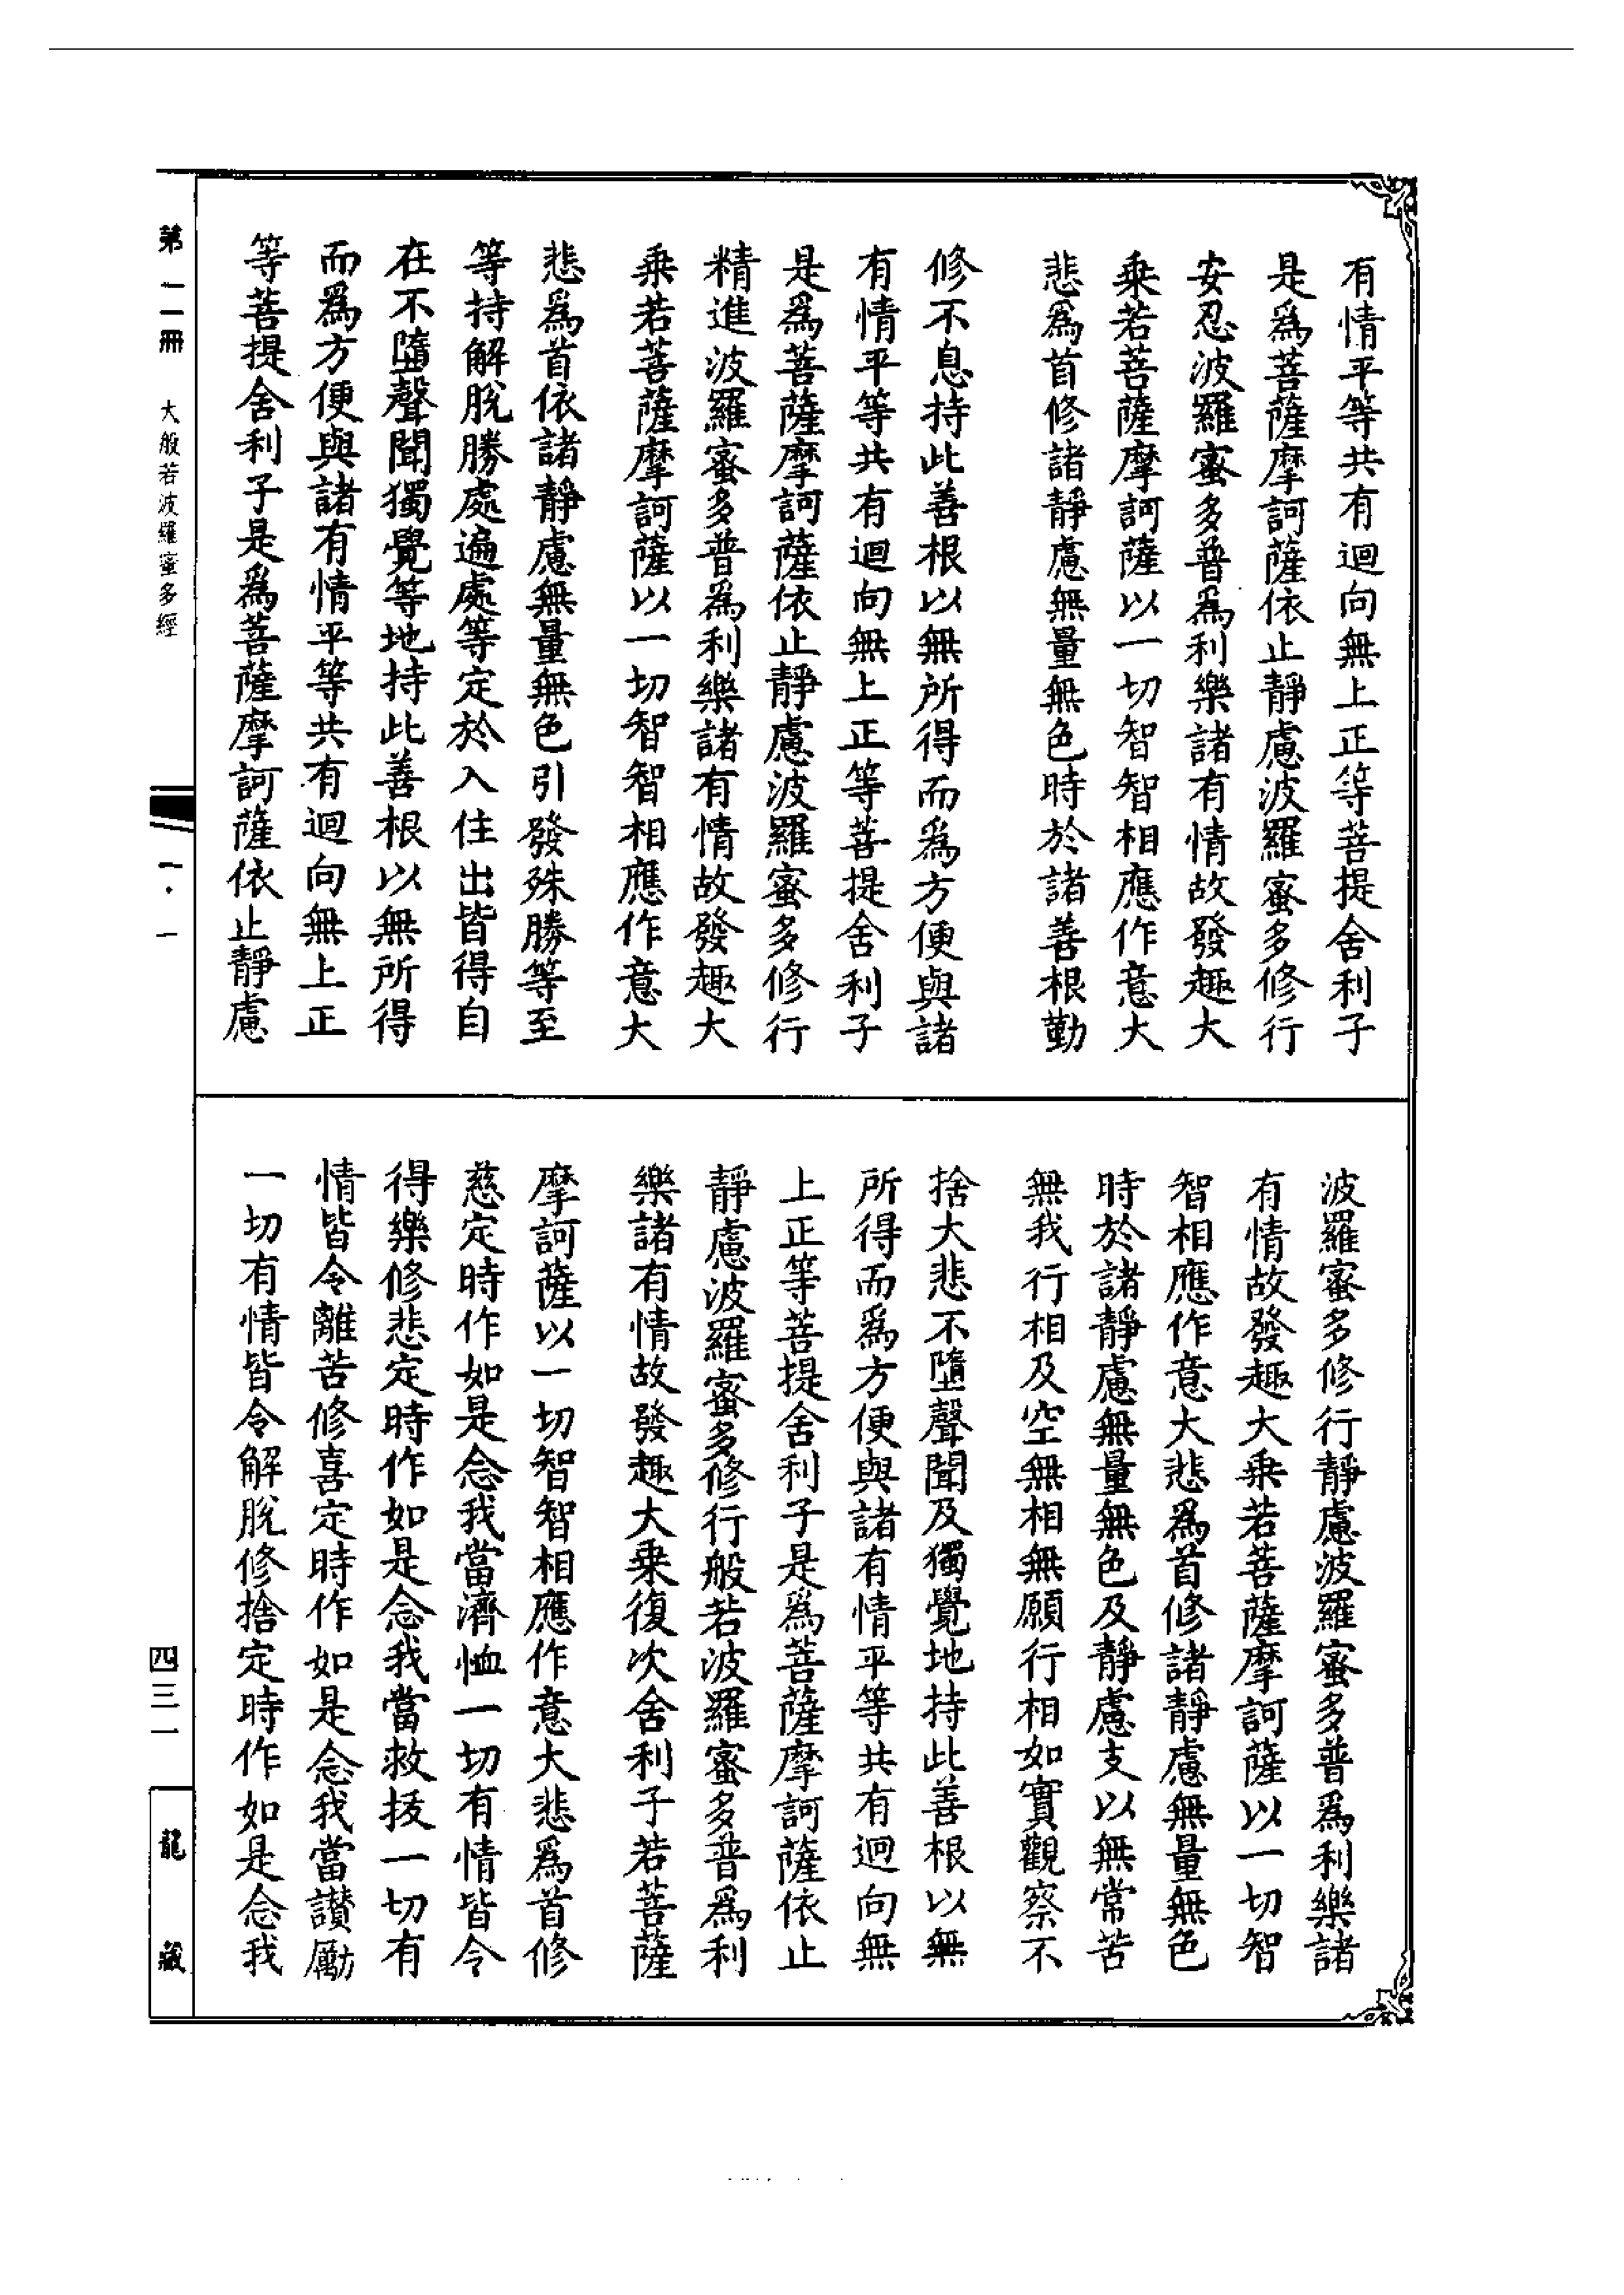 有情平等共有迴向無上正等菩提舍利子
是爲菩薩摩訶薩依止靜慮波羅蜜多修行
安忍波羅蜜多普爲利樂諸有情故發趣大
乘若菩薩摩訶薩以一切智智相應作意大
悲爲首修諸靜慮無量無色時於諸善根勤
修不息持此善根以無所得而爲方便與諸
有情平等共有迴向無上正等菩提舍利子
是爲菩薩摩訶薩依止靜慮波羅蜜多修行
精進波羅蜜多普爲利樂諸有情故發趣大
乘若菩薩摩訶薩以一切智智相應作意大
悲爲首依諸靜慮無量無色引發殊勝等至
等持解脫勝處遍處等定於入住出皆得自
在不墮聲聞獨覺等地持此善根以無所得
而爲方便與諸有情平等共有迴向無上正
等菩提舍利子是爲菩薩摩訶薩依止靜慮
波羅蜜多修行靜慮波羅蜜多普爲利樂諸
有情故發趣大乘若菩薩摩訶薩以一切智
智相應作意大悲爲首修諸靜慮無量無色
時於諸靜慮無量無色及靜慮支以無常苦
無我行相及空無相無願行相如實觀察不
捨大悲不墮聲聞及獨覺地持此善根以無
所得而爲方便與諸有情平等共有迴向無
上正等菩提舍利子是爲菩薩摩訶薩依止
靜慮波羅蜜多修行般若波羅蜜多普爲利
樂諸有情故發趣大乘復次舍利子若菩薩
摩訶薩以一切智智相應作意大悲爲首修
慈定時作如是念我當濟恤一切有情皆令
得樂修悲定時作如是念我當救拔一切有
情皆令離苦修喜定時作如是念我當讚勵
一切有情皆令解脫修捨定時作如是念我
第二冊 大般若波羅蜜多經
一·一
四三一
龍藏